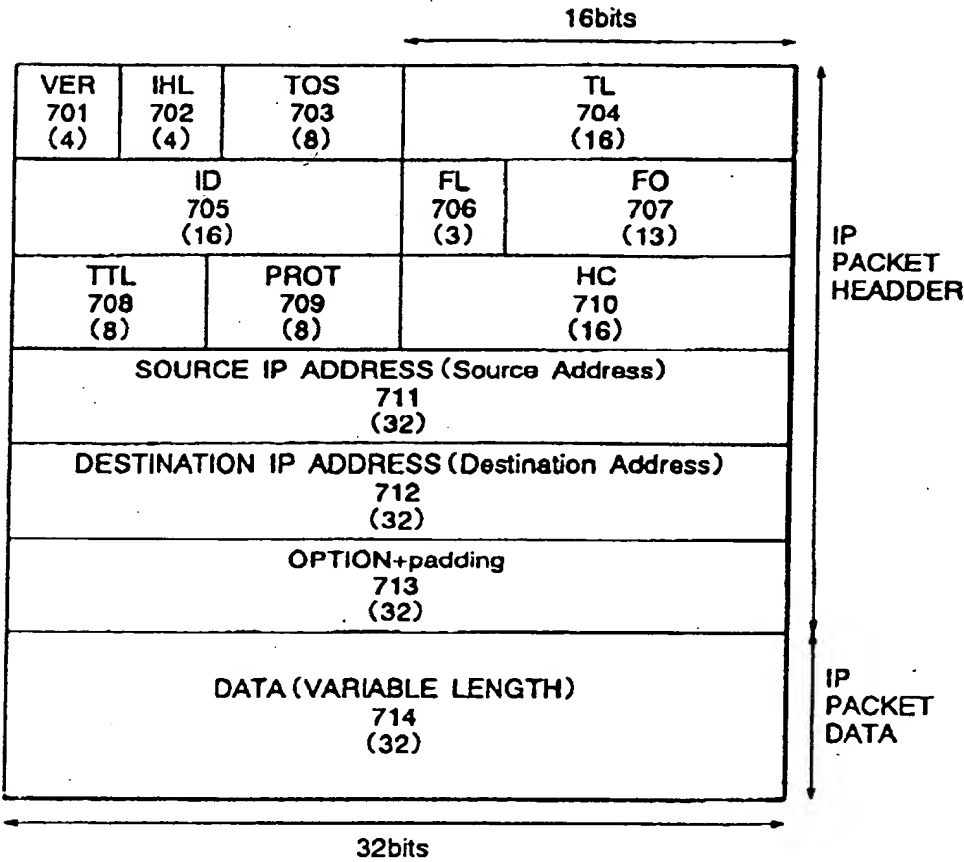 16bits
VER IHL TOS TL
701 702 703 704
(4) (4) (8) (16)
ID FL FO
705 706 707
(16) (3) (13)
TTL PROT HC
708 709 710
(8) (8) (16)
SOURCE IP ADDRESS (Source Address)
711
(32)
DESTINATION IP ADDRESS (Destination Address)
712
(32)
OPTION+padding
713
(32)
IP
PACKET
HEADDER
DATA (VARIABLE LENGTH)
714
(32)
IP
PACKET
DATA
32bits